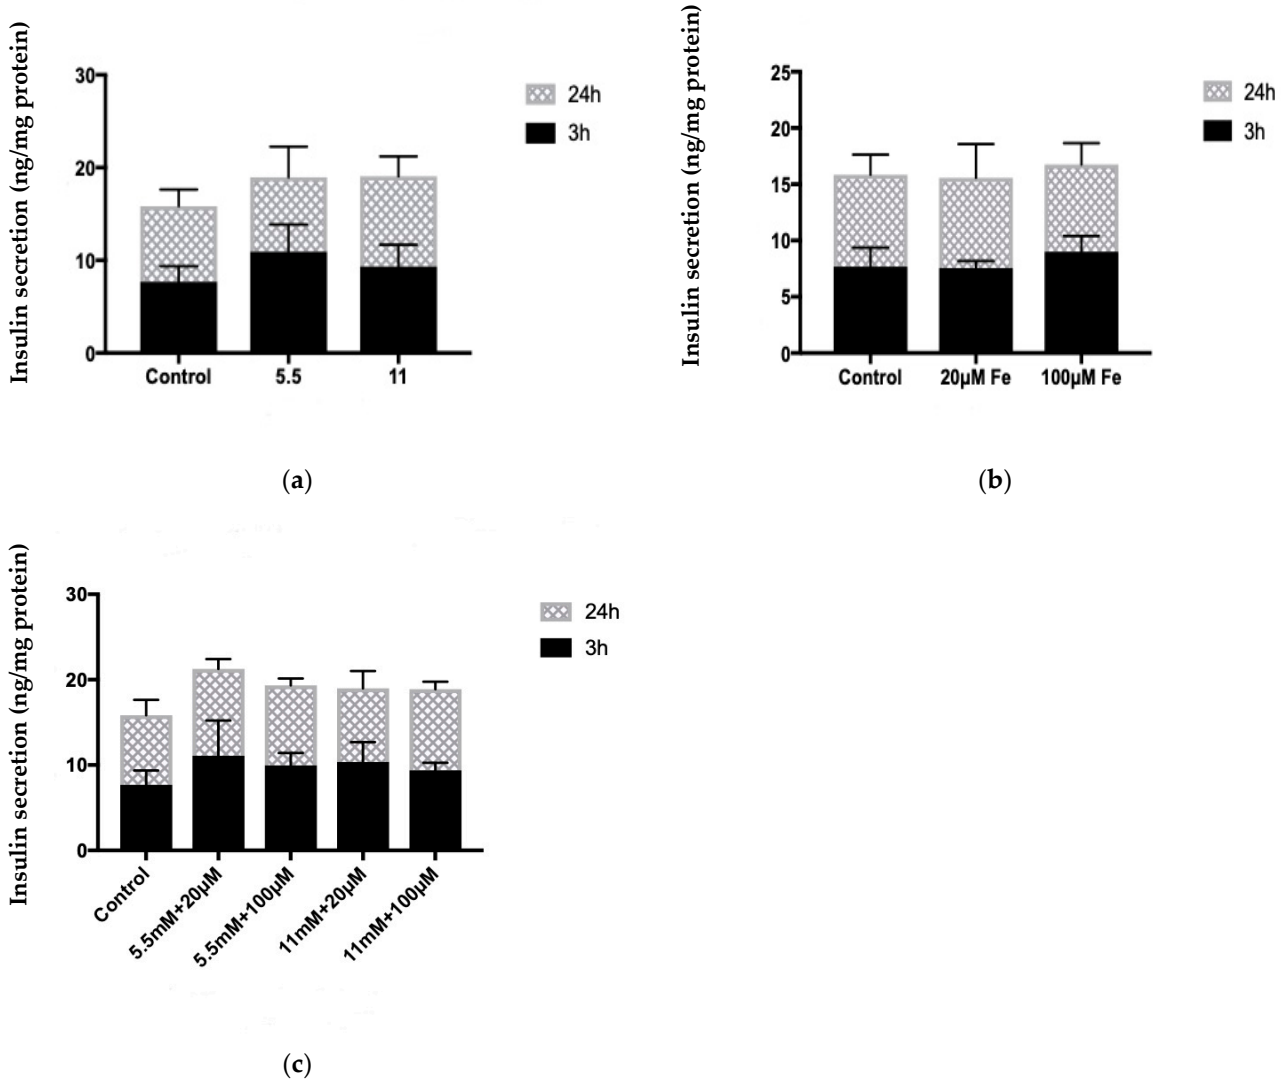 Insulin secretion (ng/mg protein)
30
20
10
0
Control
5.5
11
24h
3h
(a)
Insulin secretion (ng/mg protein)
25
20
15
10
5
0
Control
20µM Fe
100µM Fe
24h
3h
(b)
Insulin secretion (ng/mg protein)
30
20
10
0
Control
5.5mM+20µM
5.5mM+100µM
11mM+20µM
11mM+100µM
24h
3h
(c)